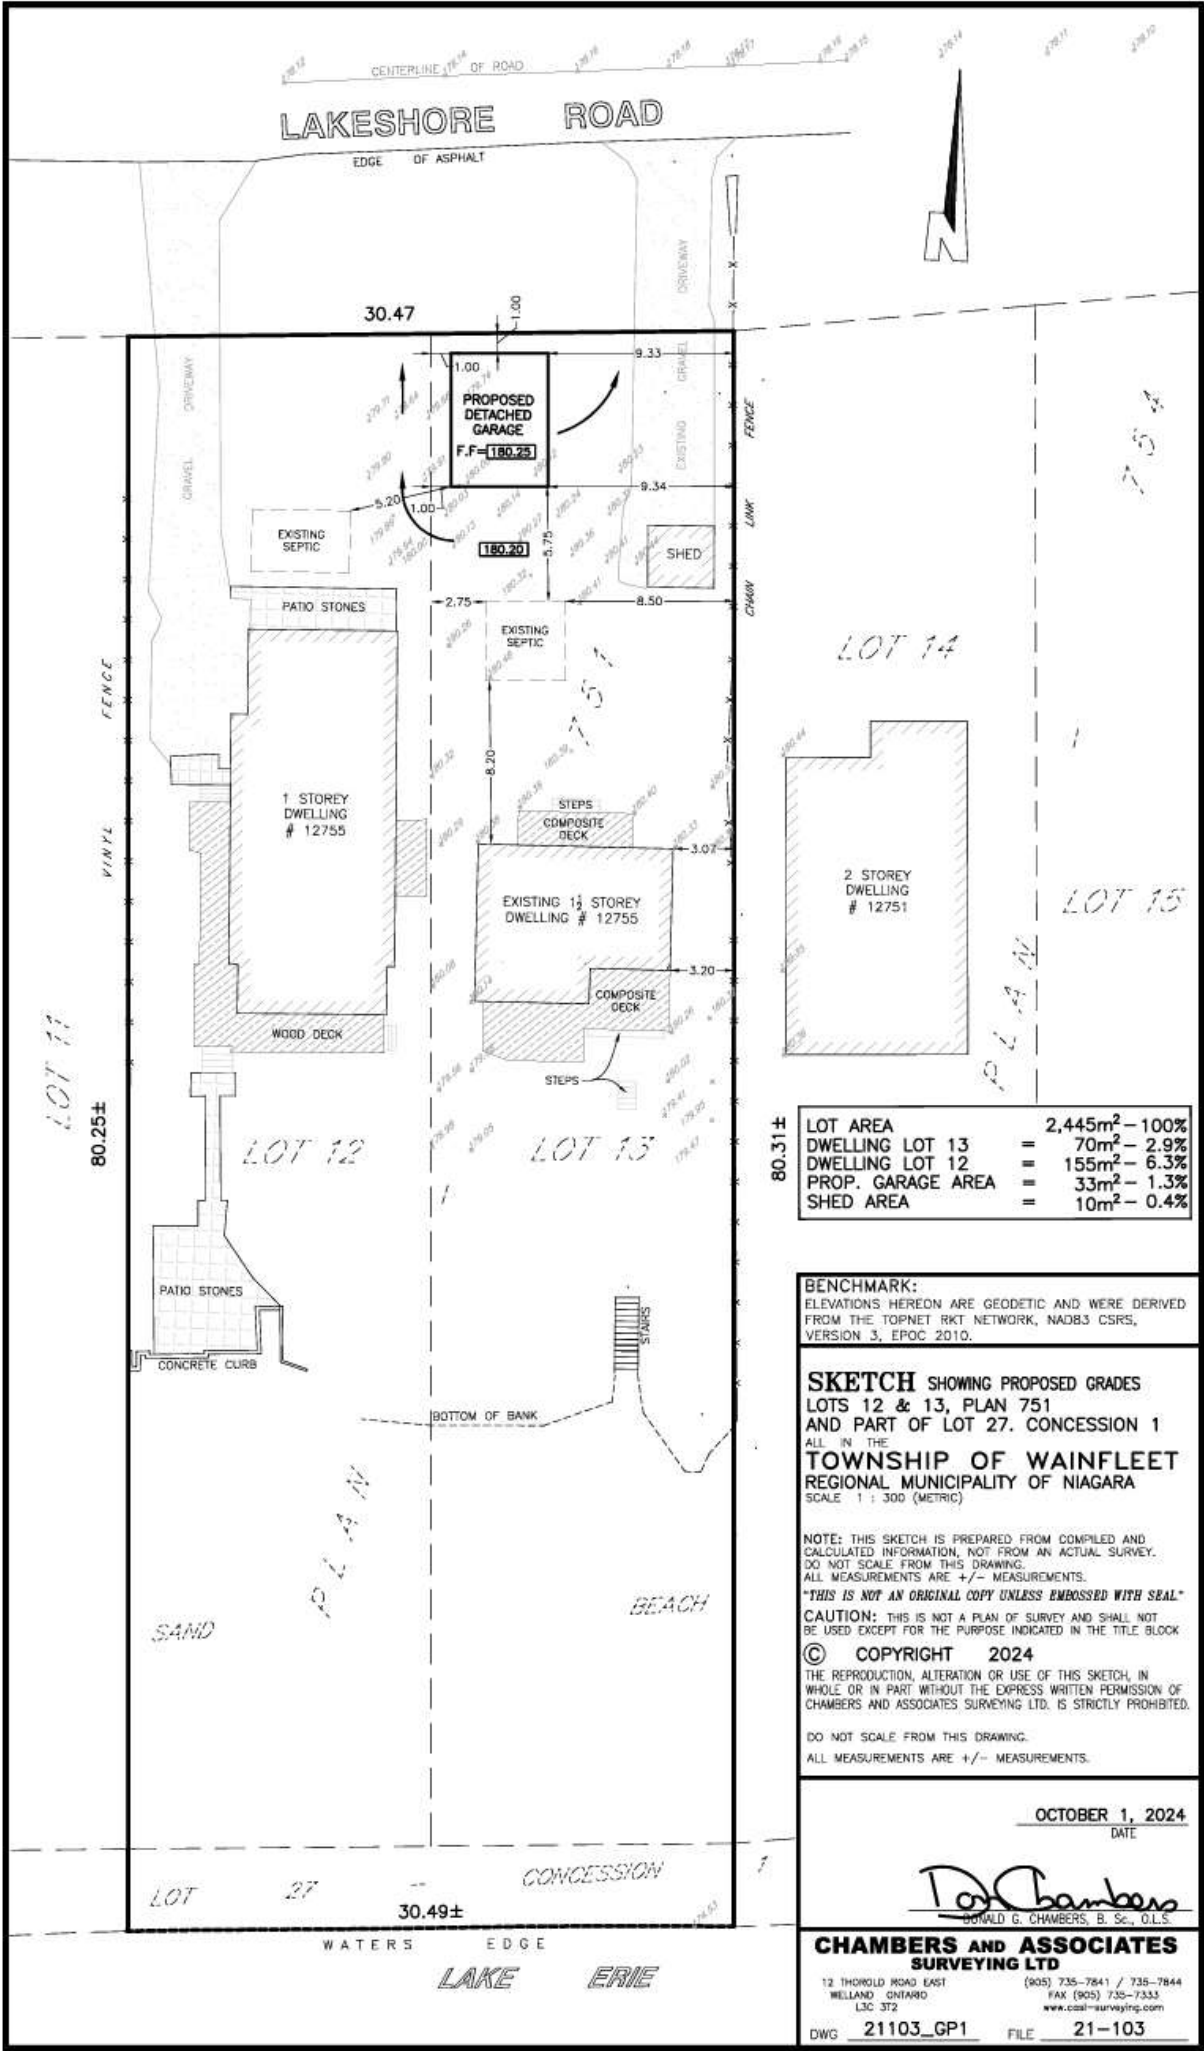 CENTERLINE OF ROAD
178.14
LAKESHORE ROAD
EDGE OF ASPHALT
N
30.47
1.00
1.00
9.33
PROPOSED
DETACHED
GARAGE
F.F= 180.25
GRAVEL DRIVEWAY
EXISTING GRAVEL DRIVEWAY
CHAIN LINK FENCE
9.34
5.20
1.00
180.20
5.75
EXISTING
SEPTIC
SHED
PATIO STONES
2.75
8.50
EXISTING
SEPTIC
751
754
LOT 14
VINYL FENCE
8.20
1 STOREY
DWELLING
# 12755
STEPS
COMPOSITE
DECK
3.07
EXISTING 1½ STOREY
DWELLING # 12755
2 STOREY
DWELLING
# 12751
LOT 15
3.20
COMPOSITE
DECK
WOOD DECK
STEPS
PLAN
LOT 11
80.25±
LOT 12
LOT 13
80.31±
LOT AREA 2,445m² – 100%
DWELLING LOT 13 = 70m² – 2.9%
DWELLING LOT 12 = 155m² – 6.3%
PROP. GARAGE AREA = 33m² – 1.3%
SHED AREA = 10m² – 0.4%
PATIO STONES
CONCRETE CURB
STAIRS
BOTTOM OF BANK
PLAN
SAND BEACH
LOT 27 – CONCESSION 1
30.49±
WATERS EDGE
LAKE ERIE
BENCHMARK:
ELEVATIONS HEREON ARE GEODETIC AND WERE DERIVED
FROM THE TOPNET RKT NETWORK, NAD83 CSRS,
VERSION 3, EPOC 2010.
SKETCH SHOWING PROPOSED GRADES
LOTS 12 & 13, PLAN 751
AND PART OF LOT 27. CONCESSION 1
ALL IN THE
TOWNSHIP OF WAINFLEET
REGIONAL MUNICIPALITY OF NIAGARA
SCALE 1 : 300 (METRIC)
NOTE: THIS SKETCH IS PREPARED FROM COMPILED AND
CALCULATED INFORMATION, NOT FROM AN ACTUAL SURVEY.
DO NOT SCALE FROM THIS DRAWING.
ALL MEASUREMENTS ARE +/- MEASUREMENTS.
"THIS IS NOT AN ORIGINAL COPY UNLESS EMBOSSED WITH SEAL"
CAUTION: THIS IS NOT A PLAN OF SURVEY AND SHALL NOT
BE USED EXCEPT FOR THE PURPOSE INDICATED IN THE TITLE BLOCK
© COPYRIGHT 2024
THE REPRODUCTION, ALTERATION OR USE OF THIS SKETCH, IN
WHOLE OR IN PART WITHOUT THE EXPRESS WRITTEN PERMISSION OF
CHAMBERS AND ASSOCIATES SURVEYING LTD. IS STRICTLY PROHIBITED.
DO NOT SCALE FROM THIS DRAWING.
ALL MEASUREMENTS ARE +/- MEASUREMENTS.
OCTOBER 1, 2024
DATE
Don Chambers
DONALD G. CHAMBERS, B. Sc., O.L.S.
CHAMBERS AND ASSOCIATES
SURVEYING LTD
12 THOROLD ROAD EAST (905) 735-7841 / 735-7844
WELLAND ONTARIO FAX (905) 735-7333
L3C 3T2 www.casl-surveying.com
DWG 21103_GP1 FILE 21-103